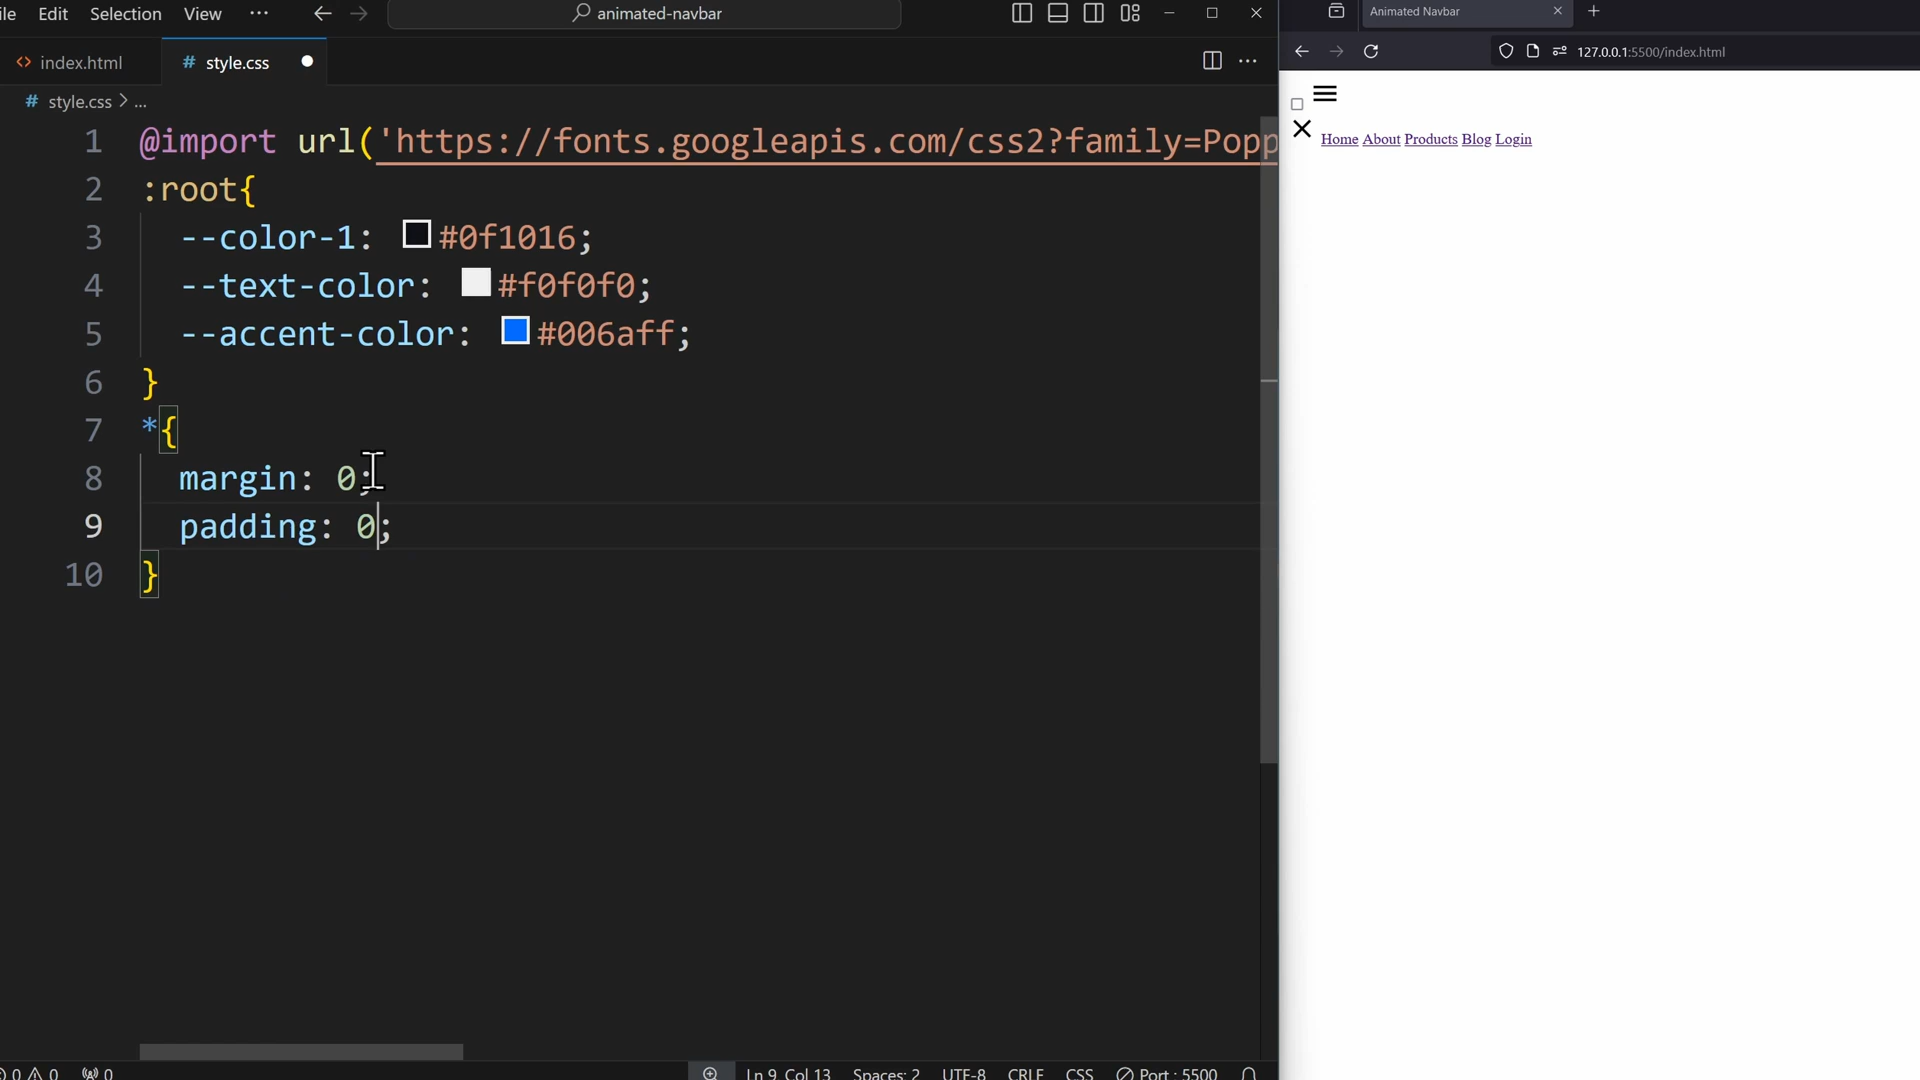 ile Edit Selection View ··· animated-navbar
index.html style.css
# style.css > ...
1 @import url('https://fonts.googleapis.com/css2?family=Popp
2 :root{
3 --color-1: #0f1016;
4 --text-color: #f0f0f0;
5 --accent-color: #006aff;
6 }
7 *{
8 margin: 0;
9 padding: 0;
10 }
0 0 0 Ln 9, Col 13 Spaces: 2 UTF-8 CRLF CSS Port : 5500
Animated Navbar
127.0.0.1:5500/index.html
Home About Products Blog Login